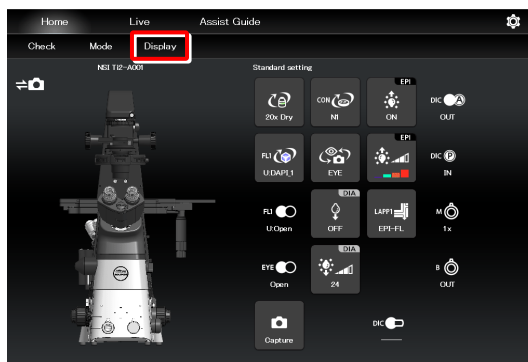 Home Live Assist Guide
Check Mode Display
NSI TI2-A001
Standard setting
20x Dry
CON
N1
EPI
ON
DIC A
OUT
FL1
U:DAPI_1
EYE
EPI
DIC P
IN
FL1
U:Open
DIA
OFF
LAPP1
EPI-FL
M
1x
EYE
Open
DIA
24
B
OUT
Capture
DIC